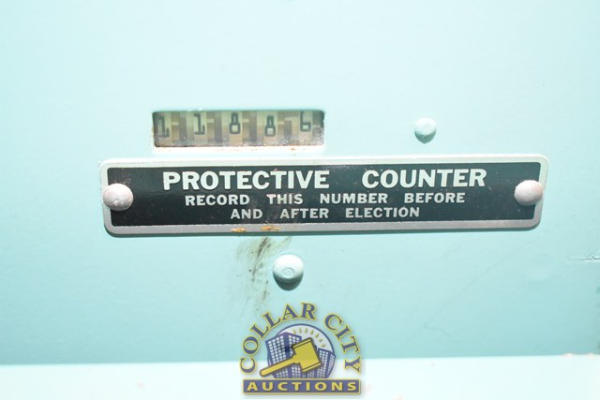 11886
PROTECTIVE COUNTER
RECORD THIS NUMBER BEFORE
AND AFTER ELECTION
COLLAR CITY
AUCTIONS